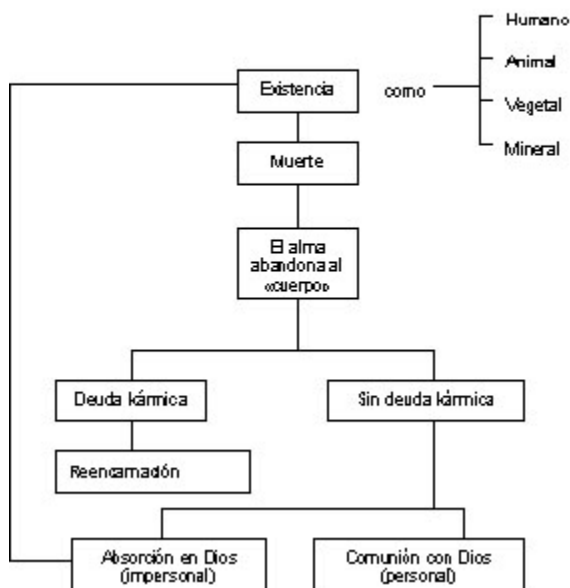 Humano
Animal
Existencia
como
Vegetal
Mineral
Muerte
El alma
abandona al
«cuerpo»
Deuda kármica
Sin deuda kármica
Reencarnación
Absorción en Dios
(impersonal)
Comunión con Dios
(personal)